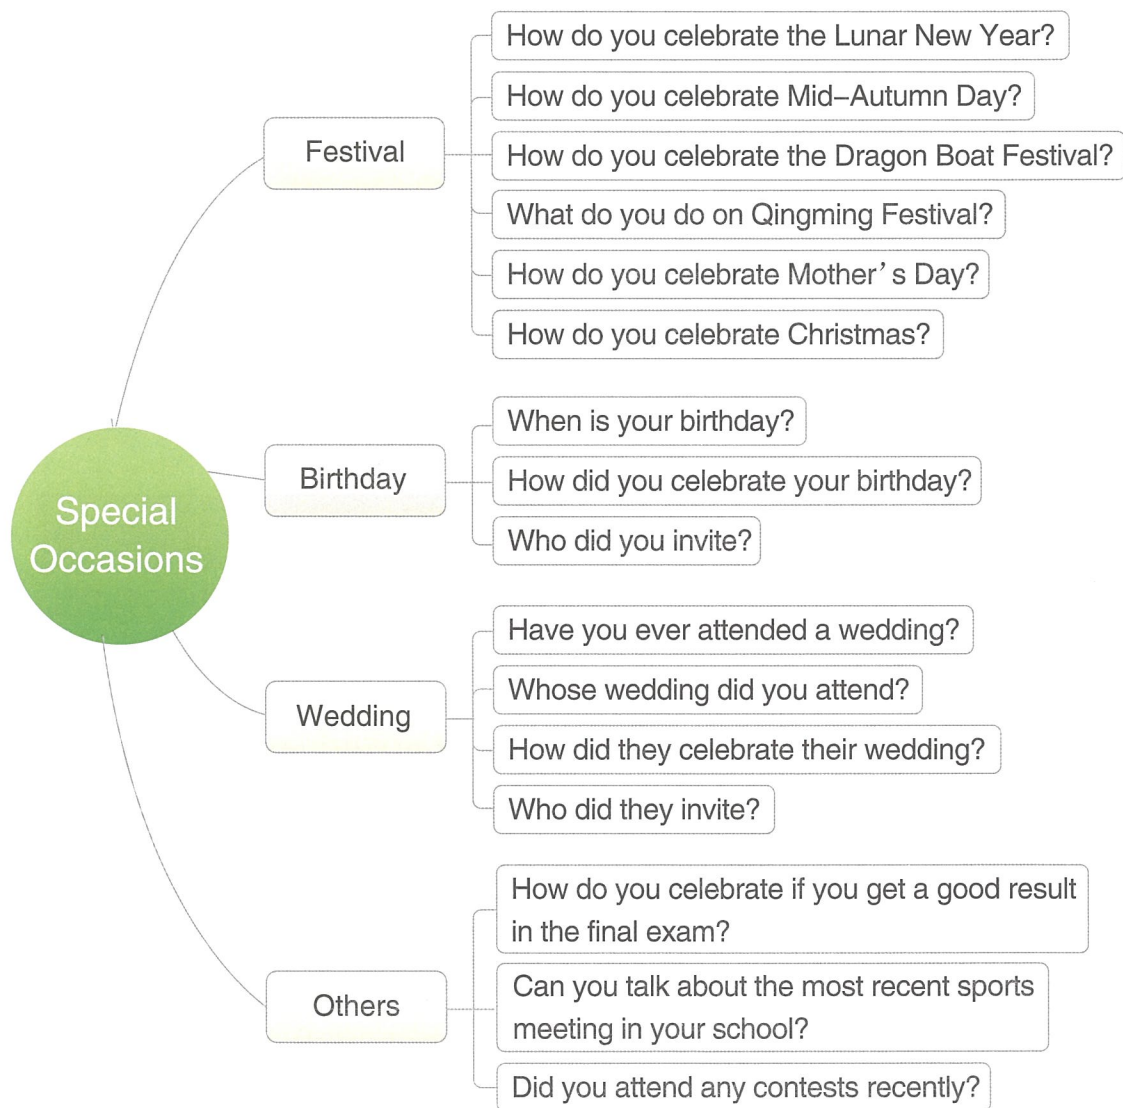 How do you celebrate the Lunar New Year?
How do you celebrate Mid–Autumn Day?
Festival
How do you celebrate the Dragon Boat Festival?
What do you do on Qingming Festival?
How do you celebrate Mother’s Day?
How do you celebrate Christmas?
When is your birthday?
Birthday
How did you celebrate your birthday?
Special
Occasions
Who did you invite?
Have you ever attended a wedding?
Whose wedding did you attend?
Wedding
How did they celebrate their wedding?
Who did they invite?
How do you celebrate if you get a good result
in the final exam?
Others
Can you talk about the most recent sports
meeting in your school?
Did you attend any contests recently?